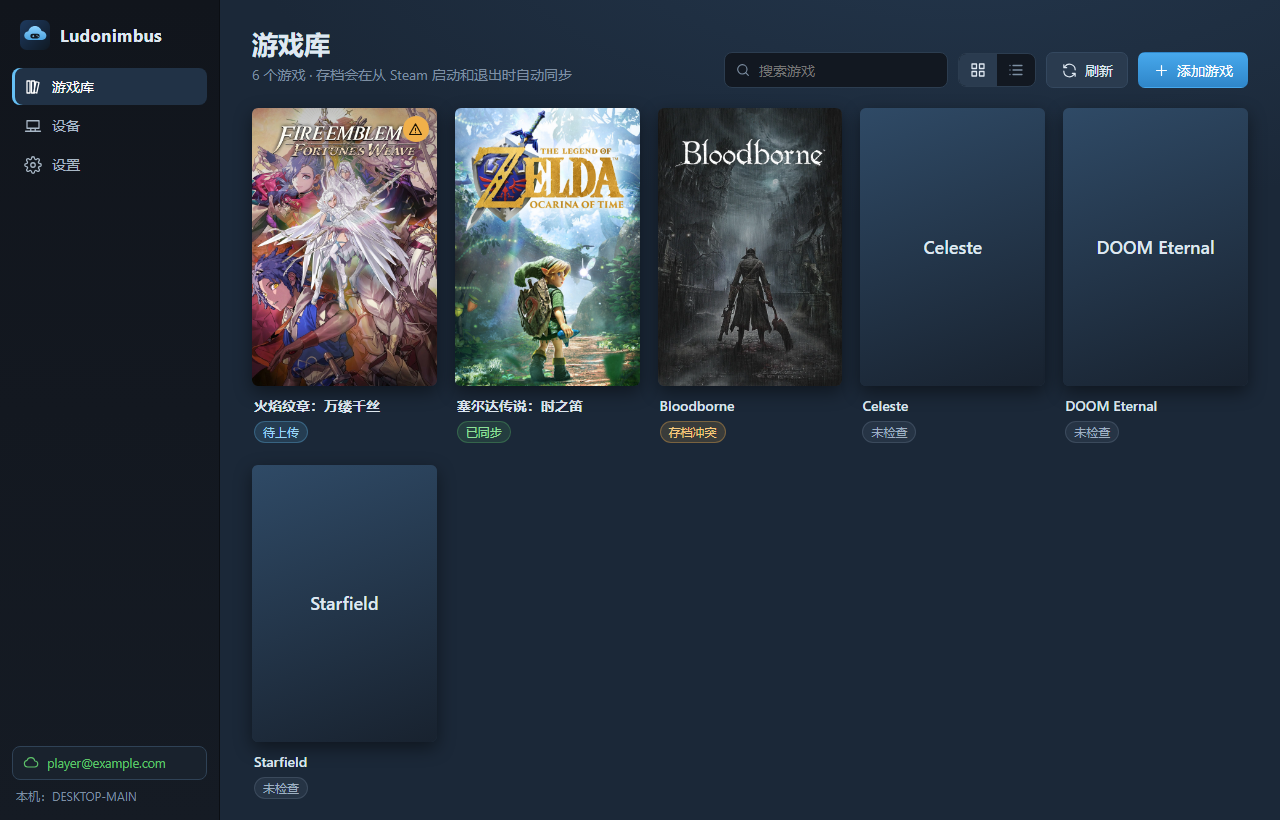 Ludonimbus
游戏库
设备
设置
游戏库
6 个游戏 · 存档会在从 Steam 启动和退出时自动同步
搜索游戏
刷新
添加游戏
FIRE EMBLEM
FORTUNE'S WEAVE
THE LEGEND OF
ZELDA
OCARINA OF TIME
Bloodborne
Celeste
DOOM Eternal
火焰纹章：万缕千丝
待上传
塞尔达传说：时之笛
已同步
Bloodborne
存档冲突
Celeste
未检查
DOOM Eternal
未检查
Starfield
Starfield
未检查
player@example.com
本机：DESKTOP-MAIN